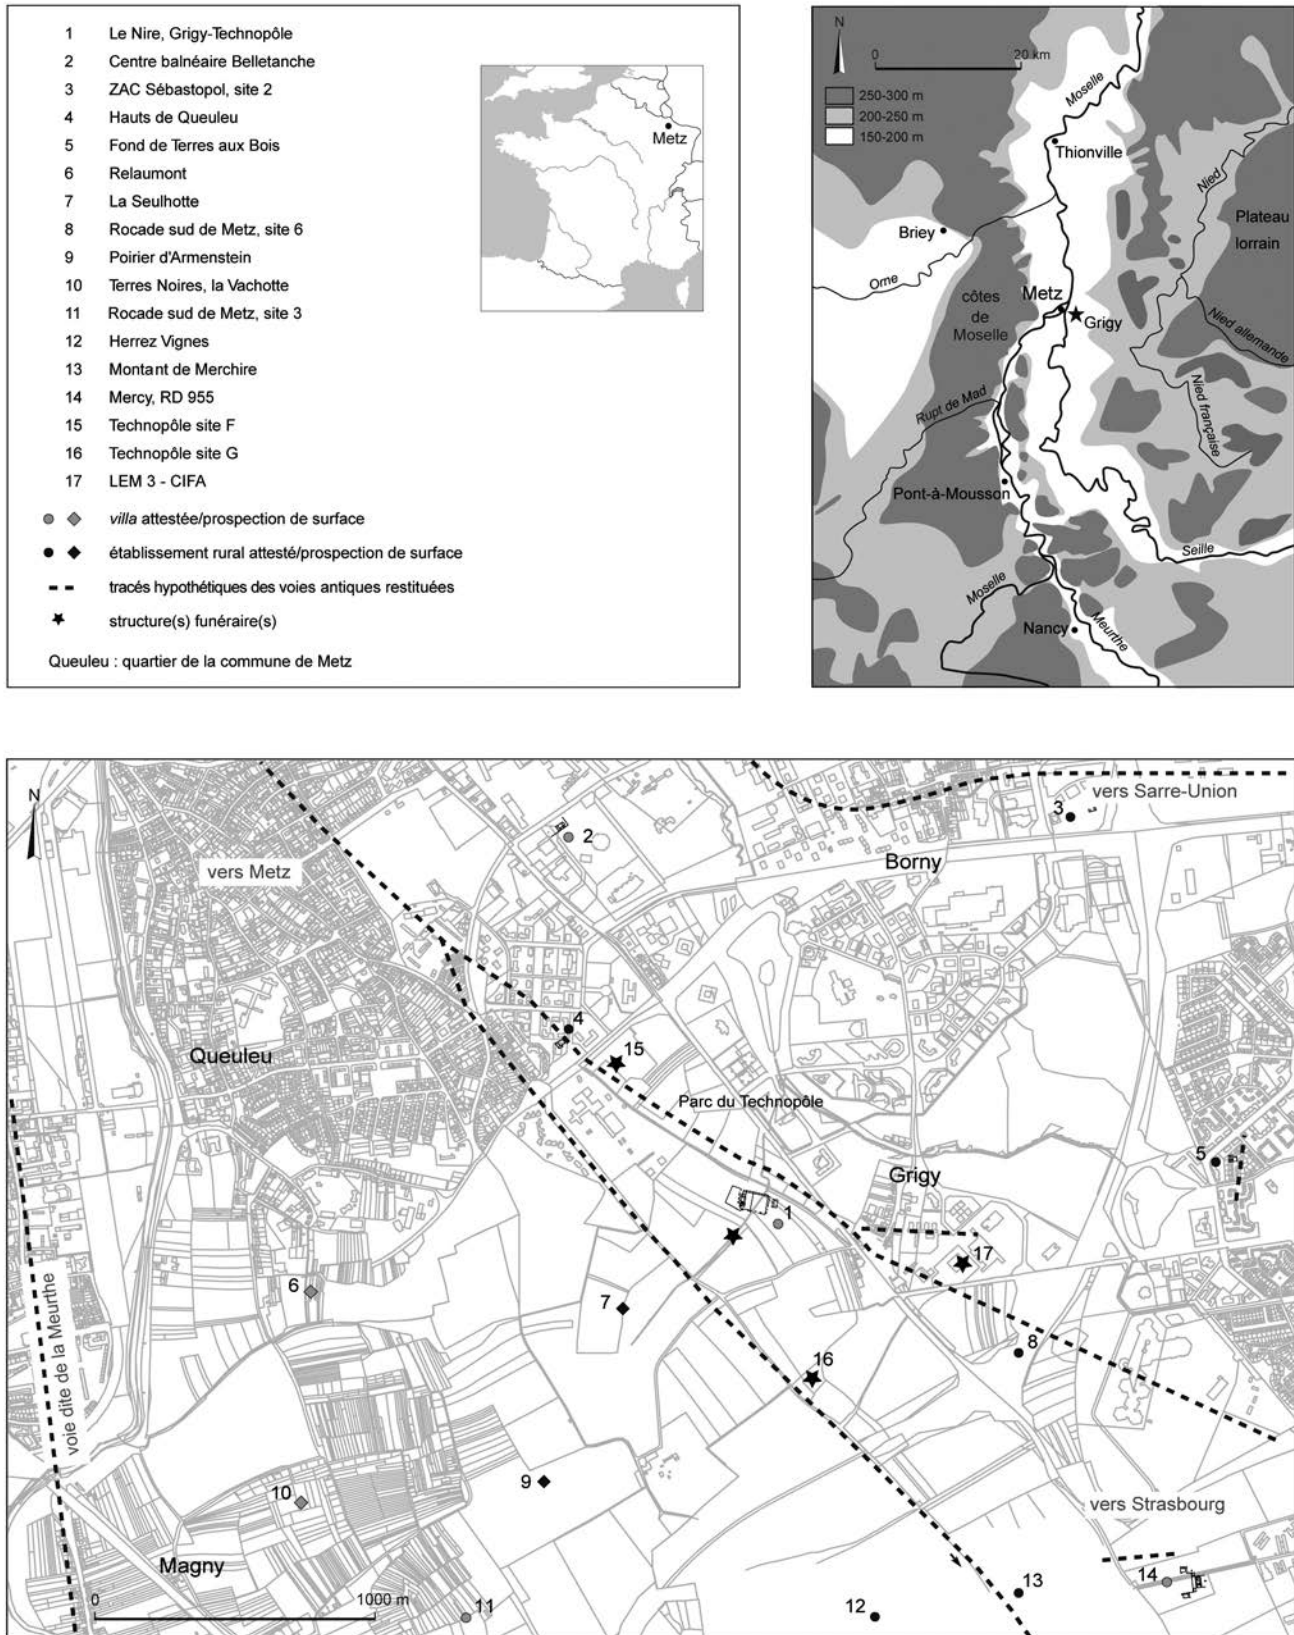 1 Le Nire, Grigy-Technopôle
2 Centre balnéaire Belletanche
3 ZAC Sébastopol, site 2
4 Hauts de Queuleu
5 Fond de Terres aux Bois
6 Relaumont
7 La Seulhotte
8 Rocade sud de Metz, site 6
9 Poirier d'Armenstein
10 Terres Noires, la Vachotte
11 Rocade sud de Metz, site 3
12 Herrez Vignes
13 Montant de Merchire
14 Mercy, RD 955
15 Technopôle site F
16 Technopôle site G
17 LEM 3 - CIFA
villa attestée/prospection de surface
établissement rural attesté/prospection de surface
tracés hypothétiques des voies antiques restituées
structure(s) funéraire(s)
Queuleu : quartier de la commune de Metz
Metz
N
0 20 km
250-300 m
200-250 m
150-200 m
Moselle
Thionville
Nied
Plateau
lorrain
Briey
Orne
côtes
de
Moselle
Metz
Grigy
Nied allemande
Rupt de Mad
Nied française
Pont-à-Mousson
Seille
Moselle
Nancy
Meurthe
N
vers Sarre-Union
3
2
Borny
vers Metz
4
15
Queuleu
Parc du Technopôle
5
Grigy
1
17
6
7
8
16
voie dite de la Meurthe
9
10
vers Strasbourg
Magny
14
13
12
11
0 1000 m